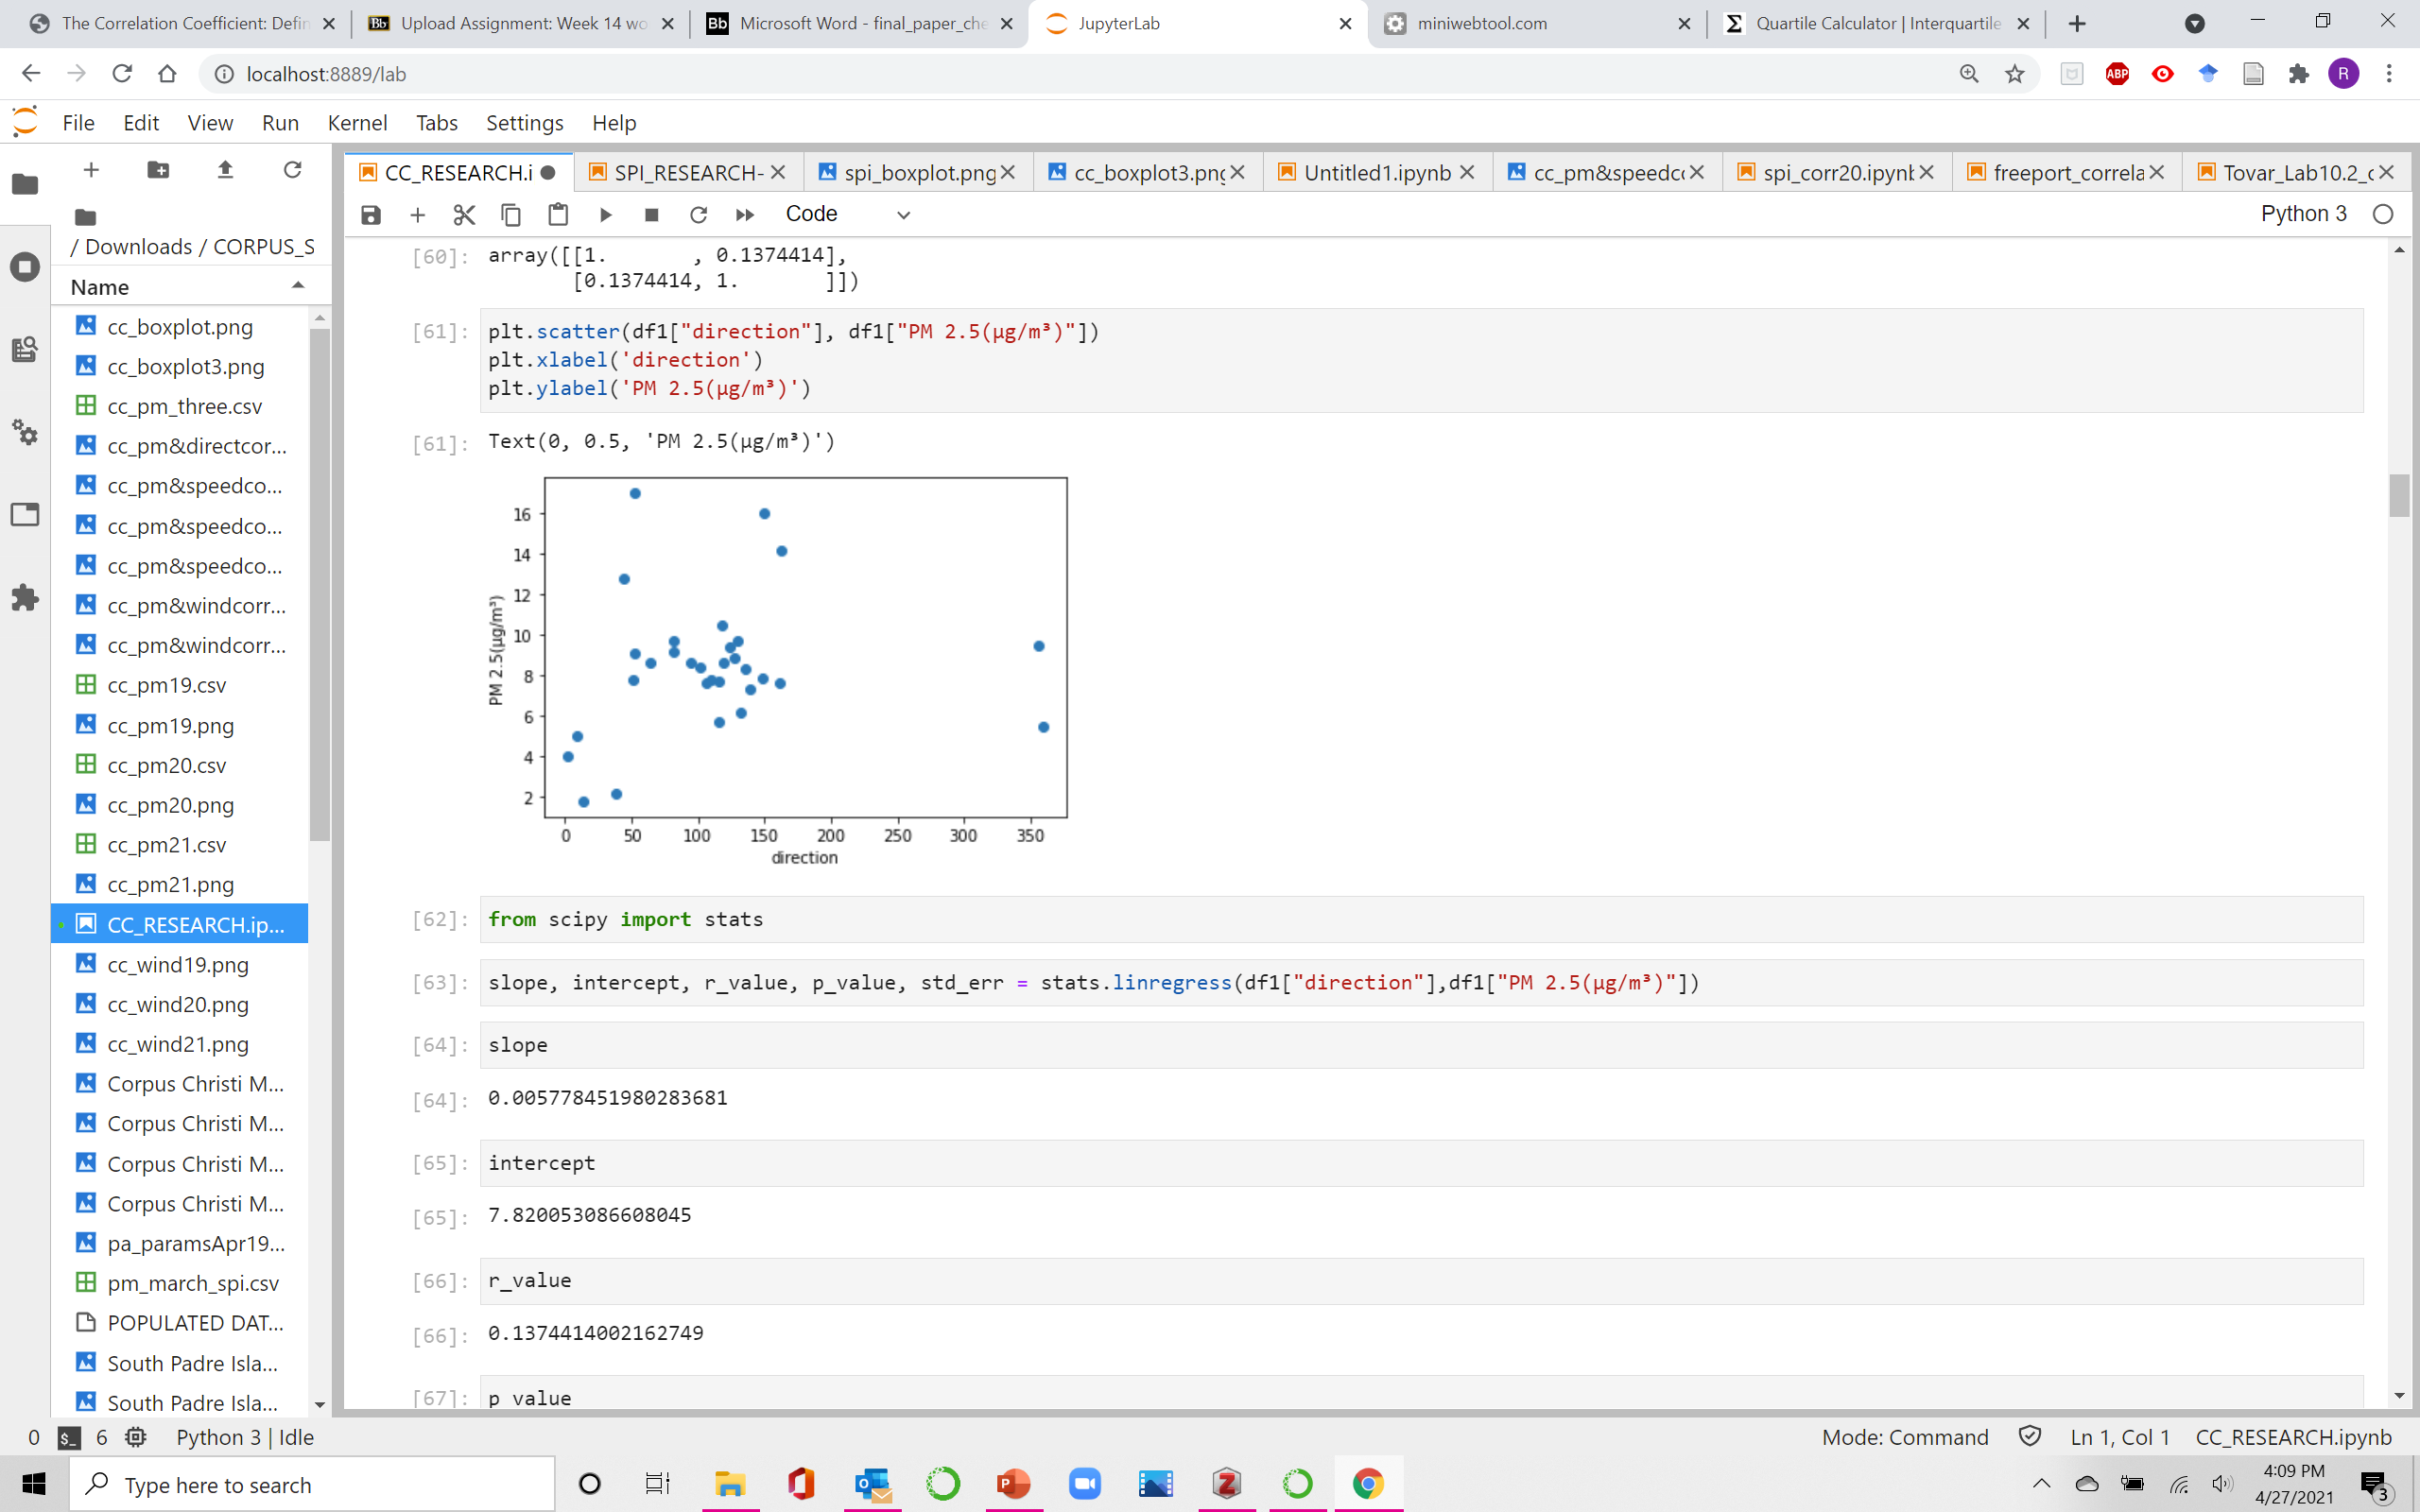 The Correlation Coefficient: Defin
Upload Assignment: Week 14 wo
Microsoft Word - final_paper_che
JupyterLab
miniwebtool.com
Quartile Calculator | Interquartile
localhost:8889/lab
ABP
R
File Edit View Run Kernel Tabs Settings Help
CC_RESEARCH.i
SPI_RESEARCH-
spi_boxplot.png
cc_boxplot3.png
Untitled1.ipynb
cc_pm&speedc
spi_corr20.ipynb
freeport_correla
Tovar_Lab10.2_c
Code
Python 3
/ Downloads / CORPUS_S
Name
cc_boxplot.png
cc_boxplot3.png
cc_pm_three.csv
cc_pm&directcor...
cc_pm&speedco...
cc_pm&speedco...
cc_pm&speedco...
cc_pm&windcorr...
cc_pm&windcorr...
cc_pm19.csv
cc_pm19.png
cc_pm20.csv
cc_pm20.png
cc_pm21.csv
cc_pm21.png
CC_RESEARCH.ip...
cc_wind19.png
cc_wind20.png
cc_wind21.png
Corpus Christi M...
Corpus Christi M...
Corpus Christi M...
Corpus Christi M...
pa_paramsApr19...
pm_march_spi.csv
POPULATED DAT...
South Padre Isla...
South Padre Isla...
[60]: array([[1.       , 0.1374414],
[0.1374414, 1.       ]])
[61]: plt.scatter(df1["direction"], df1["PM 2.5(µg/m³)"])
plt.xlabel('direction')
plt.ylabel('PM 2.5(µg/m³)')
[61]: Text(0, 0.5, 'PM 2.5(µg/m³)')
PM 2.5(µg/m³)
16
14
12
10
8
6
4
2
0 50 100 150 200 250 300 350
direction
[62]: from scipy import stats
[63]: slope, intercept, r_value, p_value, std_err = stats.linregress(df1["direction"],df1["PM 2.5(µg/m³)"])
[64]: slope
[64]: 0.005778451980283681
[65]: intercept
[65]: 7.820053086608045
[66]: r_value
[66]: 0.1374414002162749
[67]: p value
0 $_ 6 Python 3 | Idle
Mode: Command
Ln 1, Col 1
CC_RESEARCH.ipynb
Type here to search
4:09 PM
4/27/2021
3